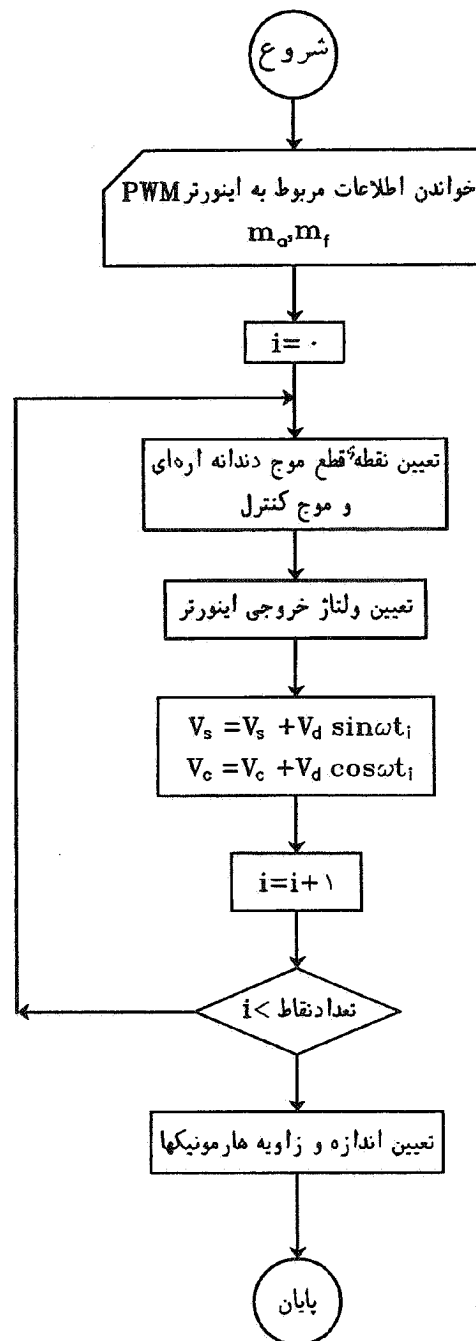 شروع
خواندن اطلاعات مربوط به اینورتر PWM
m_a, m_f
i= ۰
تعیین نقطهٔ قطع موج دندانه اره‌ای
و موج کنترل
تعیین ولتاژ خروجی اینورتر
V_s =V_s +V_d sinωt_i
V_c =V_c +V_d cosωt_i
i=i+۱
i< تعدادنقاط
تعیین اندازه و زاویه هارمونیکها
پایان